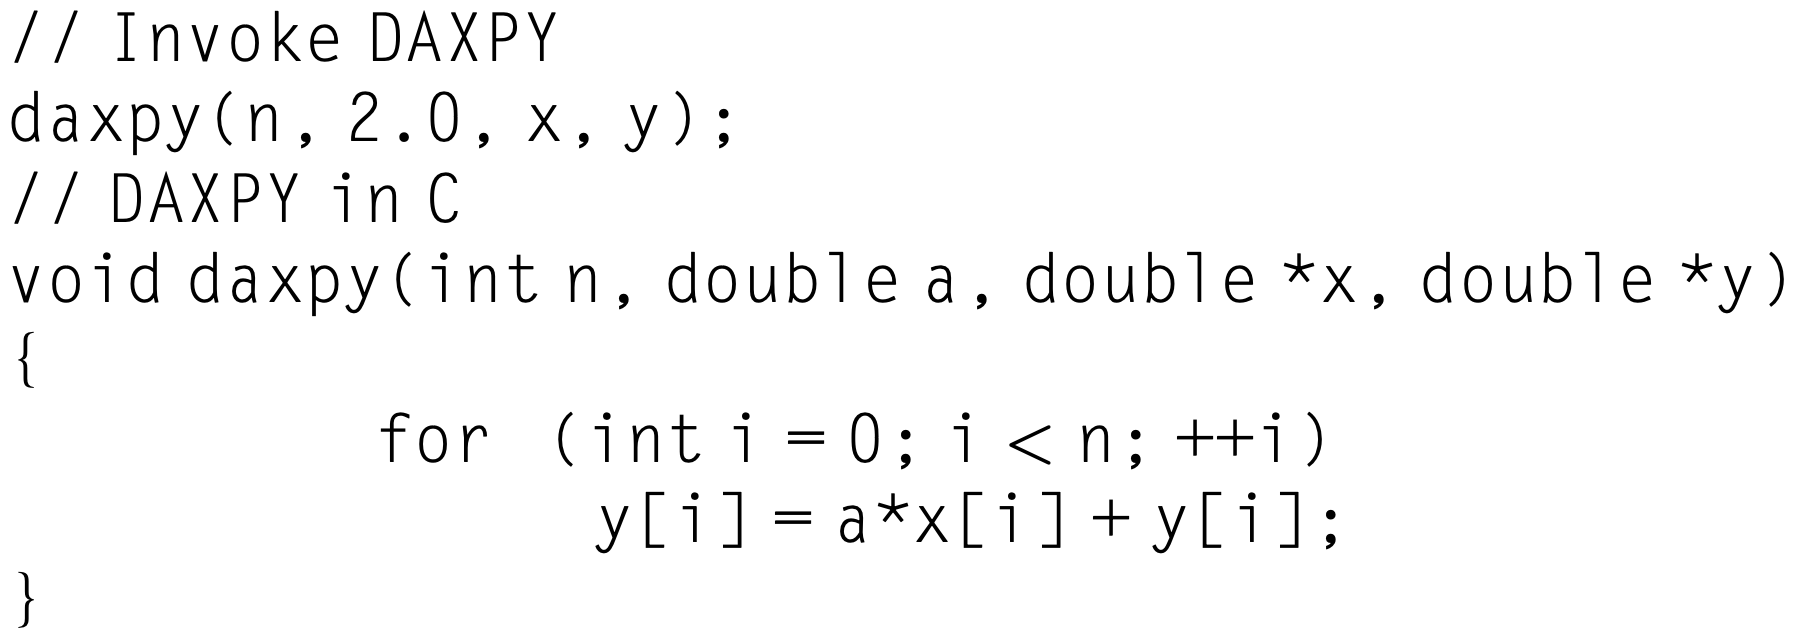 // Invoke DAXPY
daxpy(n, 2.0, x, y);
// DAXPY in C
void daxpy(int n, double a, double *x, double *y)
{
for (int i = 0; i < n; ++i)
y[i] = a*x[i] + y[i];
}